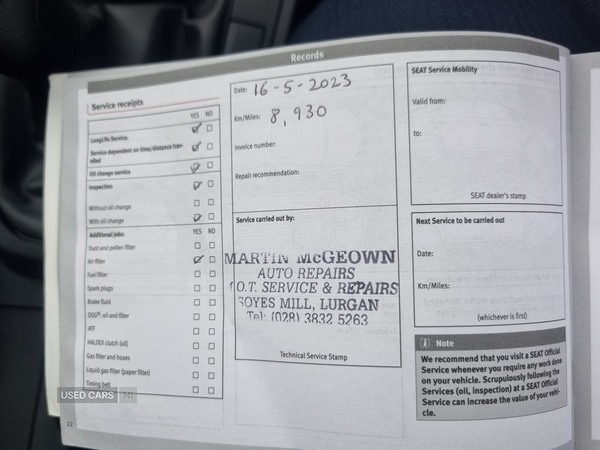 Records
Service receipts
YES NO
LongLife Service:
Service dependent on time/distance trav-
elled
Oil change service
Inspection
Without oil change
With oil change
Additional jobs: YES NO
Dust and pollen filter
Air filter
Fuel filter
Spark plugs
Brake fluid
DSG®: oil and filter
ATF
HALDEX clutch (oil)
Gas filter and hoses
Liquid gas filter (paper filter)
Timing belt
22
Date: 16-5-2023
Km/Miles: 8,930
Invoice number:
Repair recommendation:
Service carried out by:
MARTIN McGEOWN
AUTO REPAIRS
O.T. SERVICE & REPAIRS
SOYES MILL, LURGAN
Tel: (028) 3832 5263
Technical Service Stamp
SEAT Service Mobility
Valid from:
to:
SEAT dealer's stamp
Next Service to be carried out
Date:
Km/Miles:
(whichever is first)
i Note
We recommend that you visit a SEAT Official
Service whenever you require any work done
on your vehicle. Scrupulously following the
Services (oil, inspection) at a SEAT Official
Service can increase the value of your vehi-
cle.
USED CARS NI